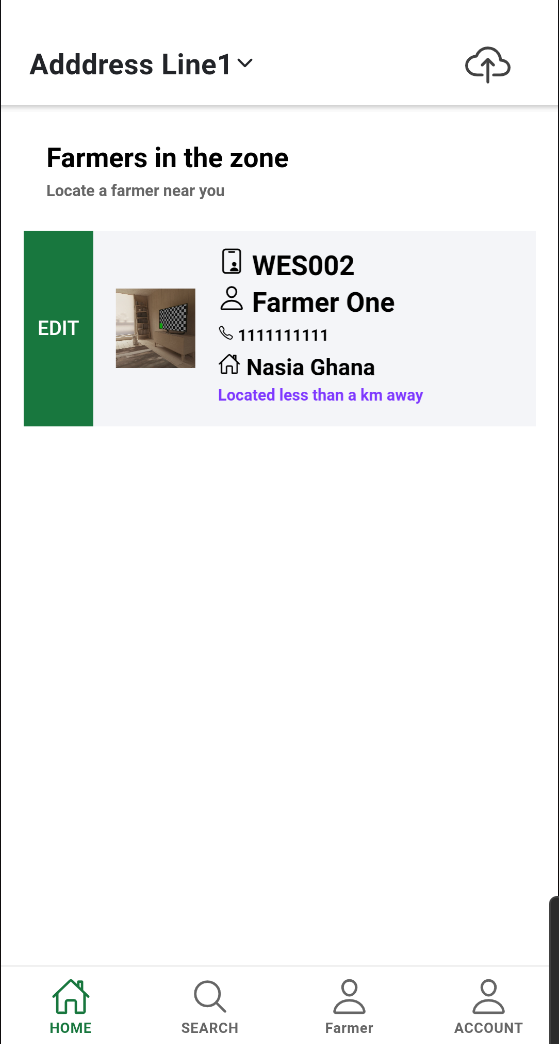 Adddress Line1
Farmers in the zone
Locate a farmer near you
EDIT
WES002
Farmer One
1111111111
Nasia Ghana
Located less than a km away
HOME
SEARCH
Farmer
ACCOUNT